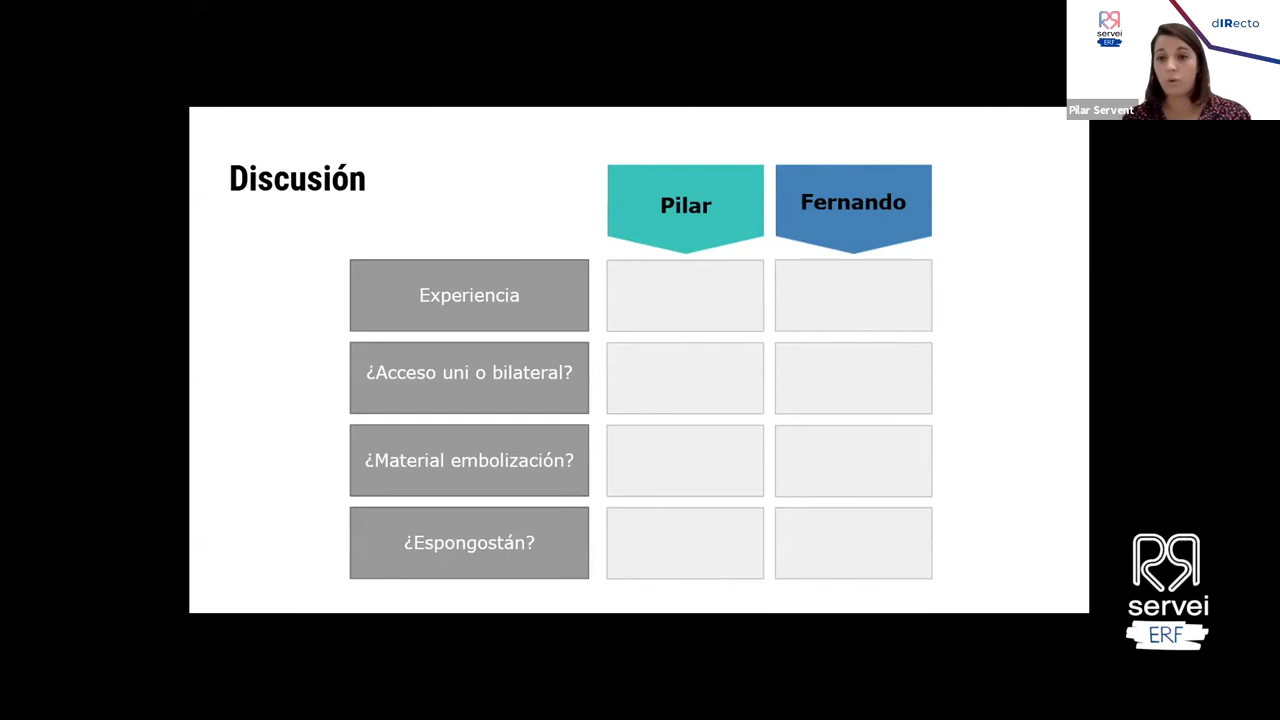 servei
ERF
dIRecto
Pilar Servent
Discusión
Pilar
Fernando
Experiencia
¿Acceso uni o bilateral?
¿Material embolización?
¿Espongostán?
servei
ERF